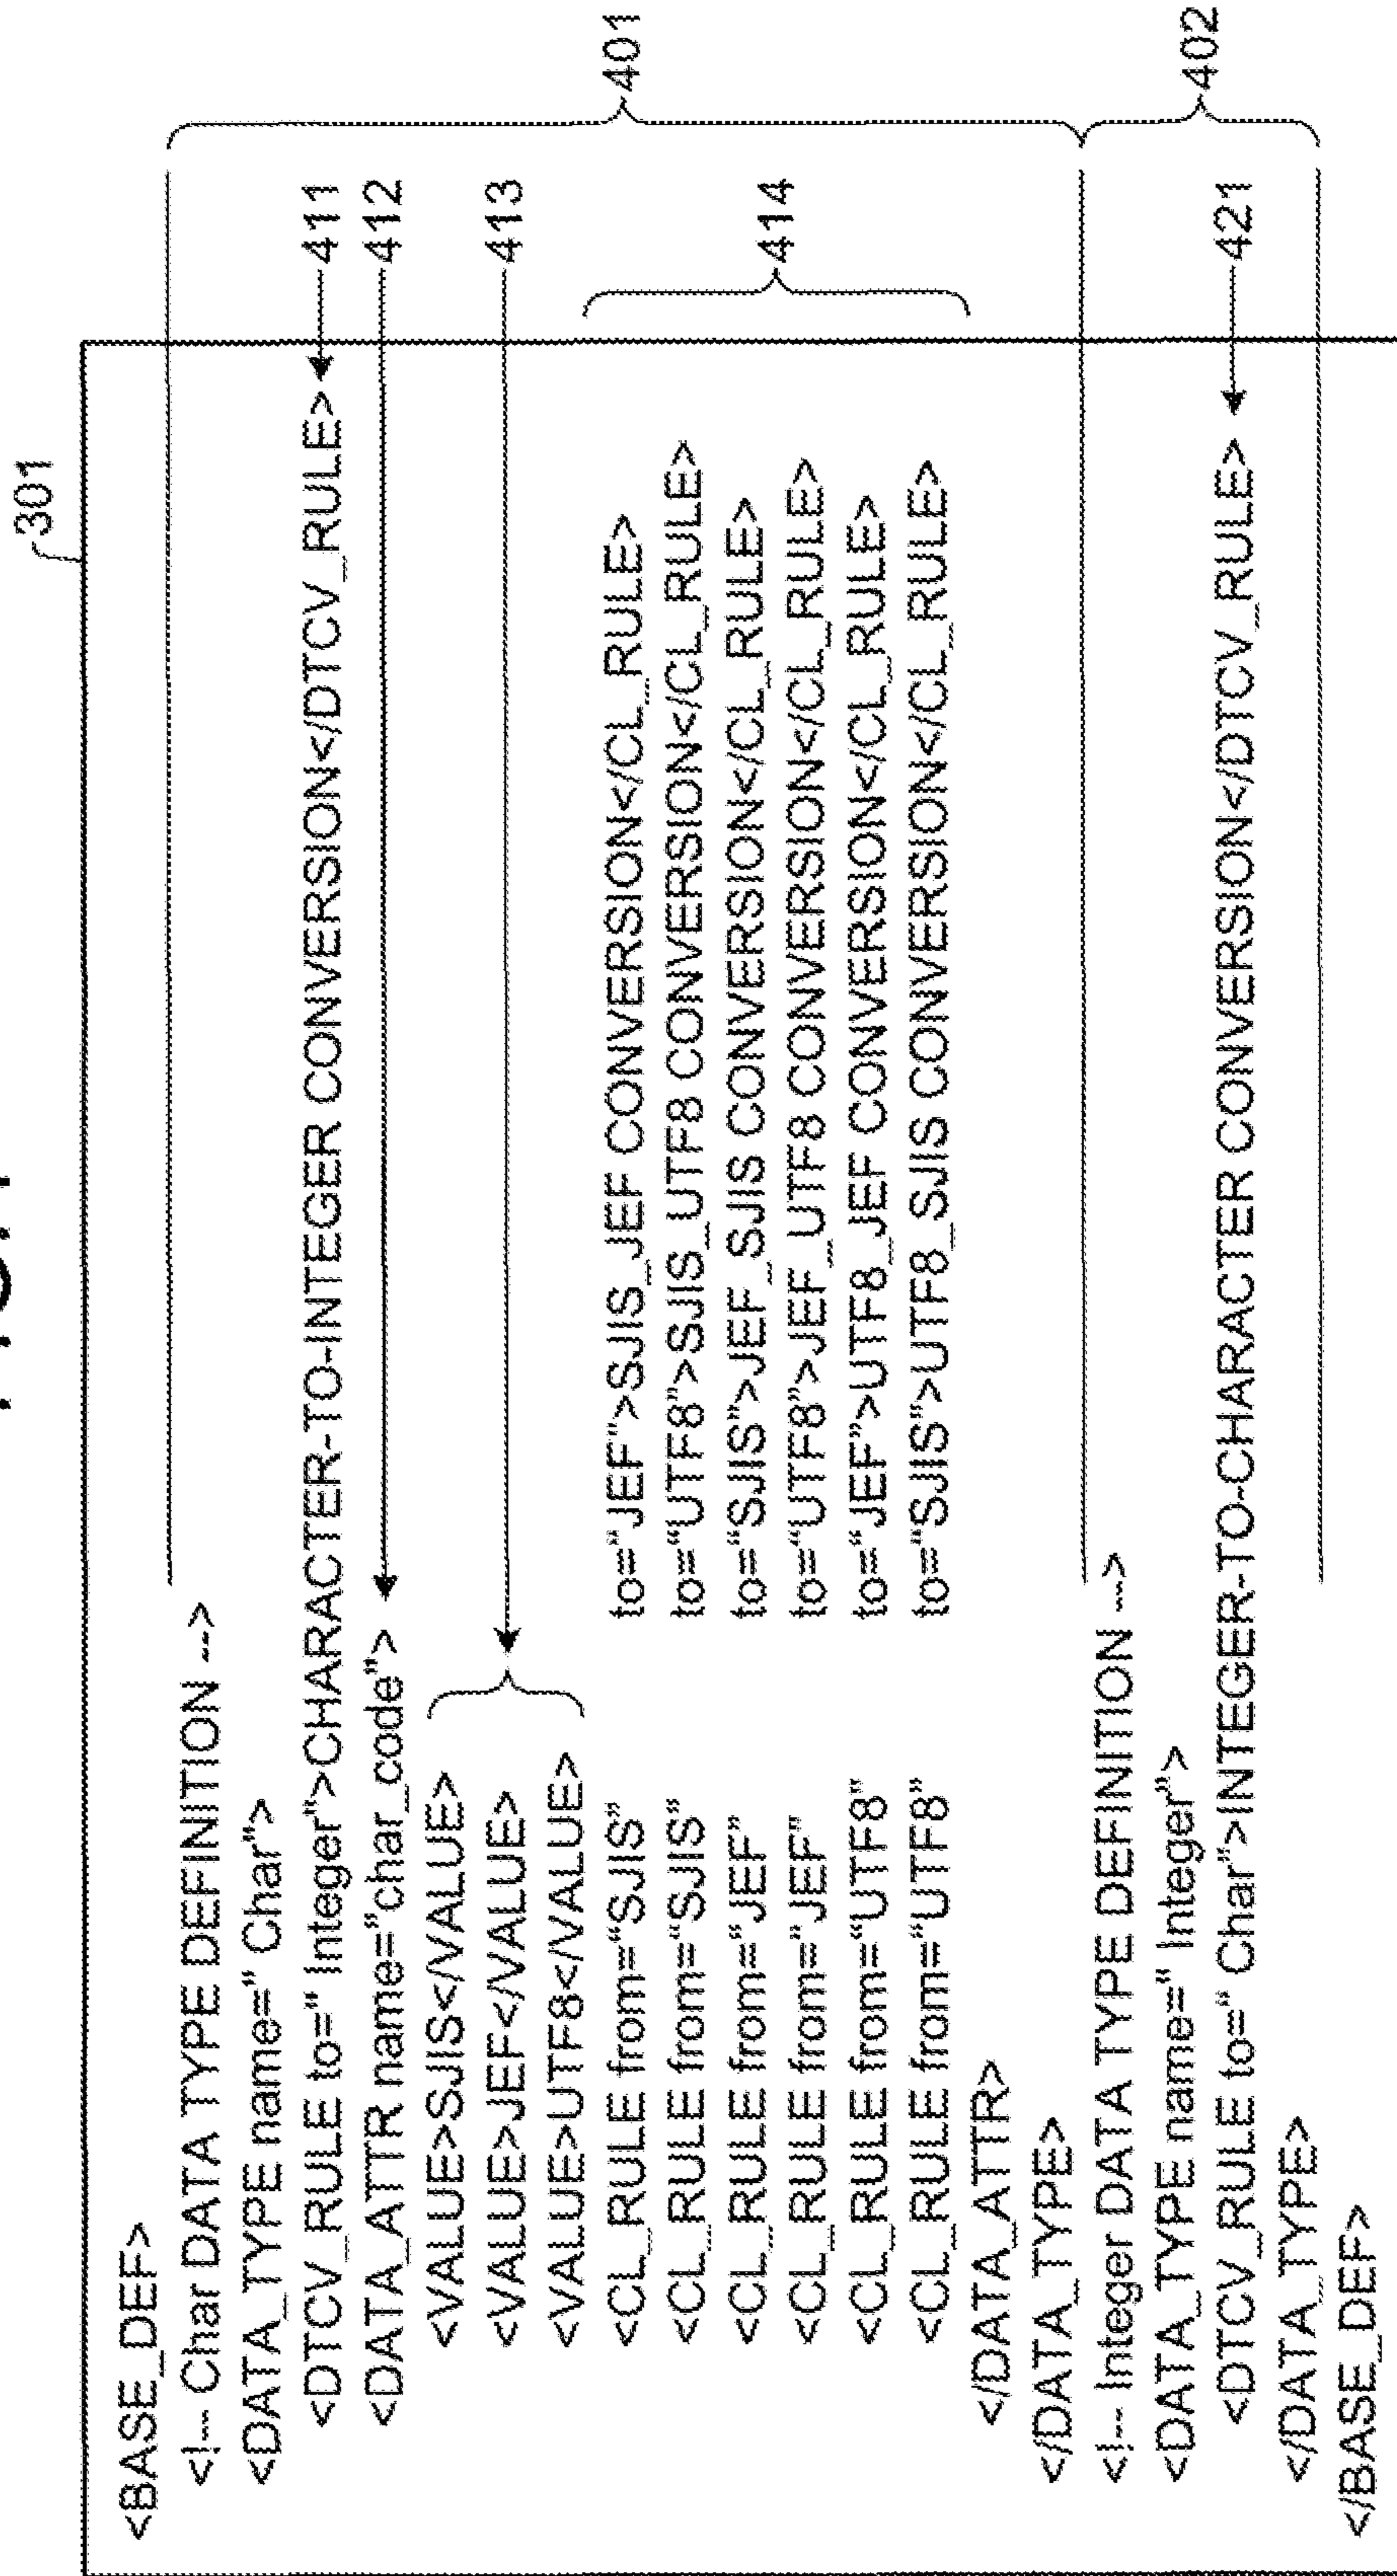 301
<BASE_DEF>
<!-- Char DATA TYPE DEFINITION -->
<DATA_TYPE name=" Char">
<DTCV_RULE to=" Integer">CHARACTER-TO-INTEGER CONVERSION</DTCV_RULE> 411
<DATA_ATTR name="char_code"> 412
<VALUE>SJIS</VALUE>
<VALUE>JEF</VALUE> 413
<VALUE>UTF8</VALUE>
<CL_RULE from="SJIS" to="JEF">SJIS_JEF CONVERSION</CL_RULE>
<CL_RULE from="SJIS" to="UTF8">SJIS_UTF8 CONVERSION</CL_RULE>
<CL_RULE from="JEF" to="SJIS">JEF_SJIS CONVERSION</CL_RULE>
<CL_RULE from="JEF" to="UTF8">JEF_UTF8 CONVERSION</CL_RULE>
<CL_RULE from="UTF8" to="JEF">UTF8_JEF CONVERSION</CL_RULE>
<CL_RULE from="UTF8" to="SJIS">UTF8_SJIS CONVERSION</CL_RULE>
414
</DATA_ATTR>
</DATA_TYPE>
401
<!-- Integer DATA TYPE DEFINITION -->
<DATA_TYPE name=" Integer">
<DTCV_RULE to=" Char">INTEGER-TO-CHARACTER CONVERSION</DTCV_RULE> 421
</DATA_TYPE>
402
</BASE_DEF>